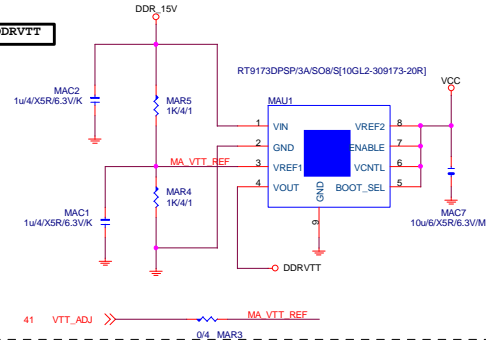 DDR_15V
DDRVTT
RT9173DPSP/3A/SO8/S[10GL2-309173-20R]
VCC
MAC2
1u/4/X5R/6.3V/K
MAR5
1K/4/1
MAU1
1 VIN VREF2 8
2 GND ENABLE 7
MA_VTT_REF 3 VREF1 VCNTL 6
4 VOUT BOOT_SEL 5
GND
9
MAR4
1K/4/1
MAC1
1u/4/X5R/6.3V/K
MAC7
10u/6/X5R/6.3V/M
DDRVTT
41 VTT_ADJ MA_VTT_REF
0/4 MAR3